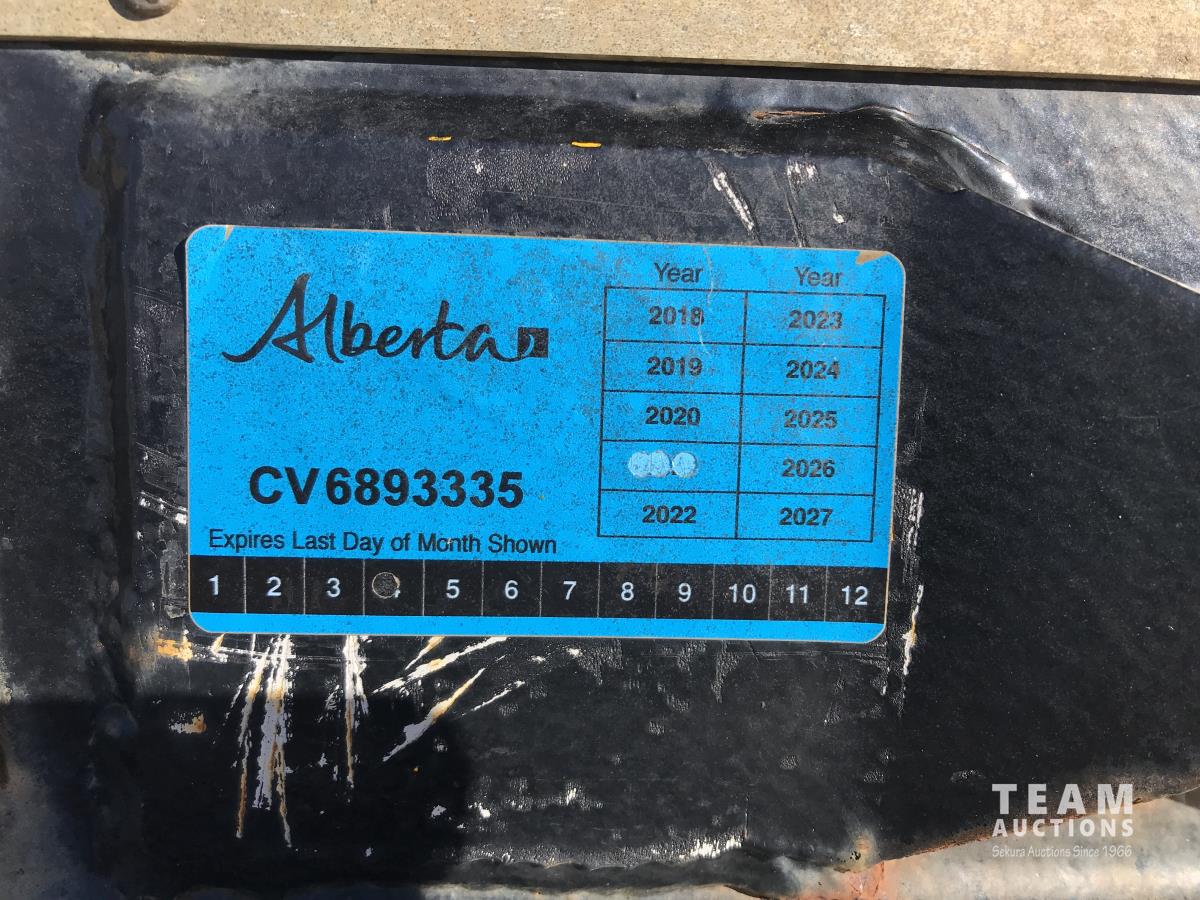 Alberta
CV6893335
Expires Last Day of Month Shown
Year Year
2018 2023
2019 2024
2020 2025
2026
2022 2027
1 2 3 5 6 7 8 9 10 11 12
TEAM
AUCTIONS
Sekura Auctions Since 1966